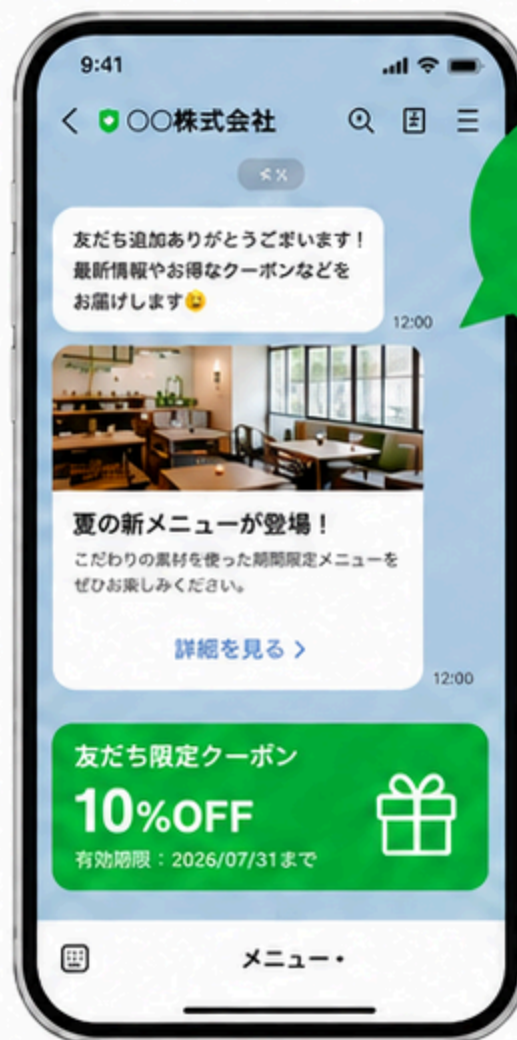 9:41
〇〇株式会社
友だち追加ありがとうございます！
最新情報やお得なクーポンなどを
お届けします😀
12:00
夏の新メニューが登場！
こだわりの素材を使った期間限定メニューを
ぜひお楽しみください。
詳細を見る >
12:00
友だち限定クーポン
10%OFF
有効期限：2026/07/31まで
メニュー・